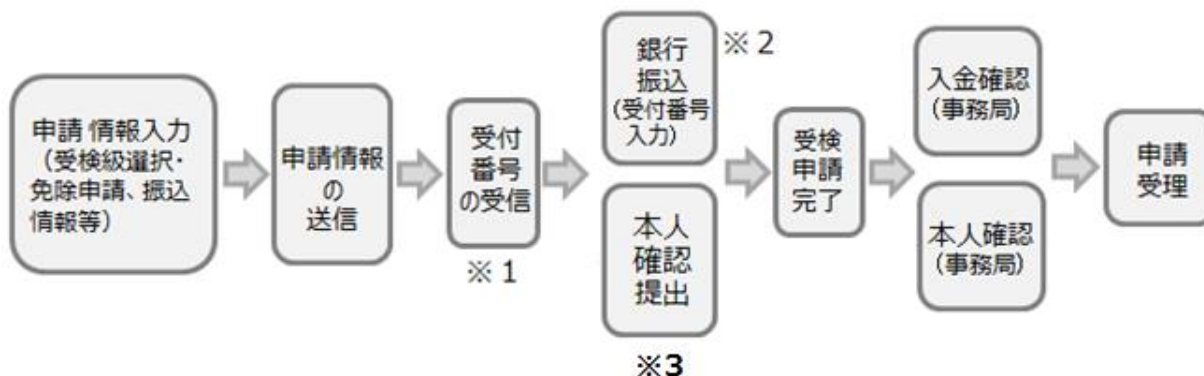 申請情報入力
（受検級選択・
免除申請、振込
情報等）
申請情報
の
送信
受付
番号
の受信
※１
銀行
振込
（受付番号
入力）
※２
本人
確認
提出
※3
受検
申請
完了
入金確認
（事務局）
本人確認
（事務局）
申請
受理